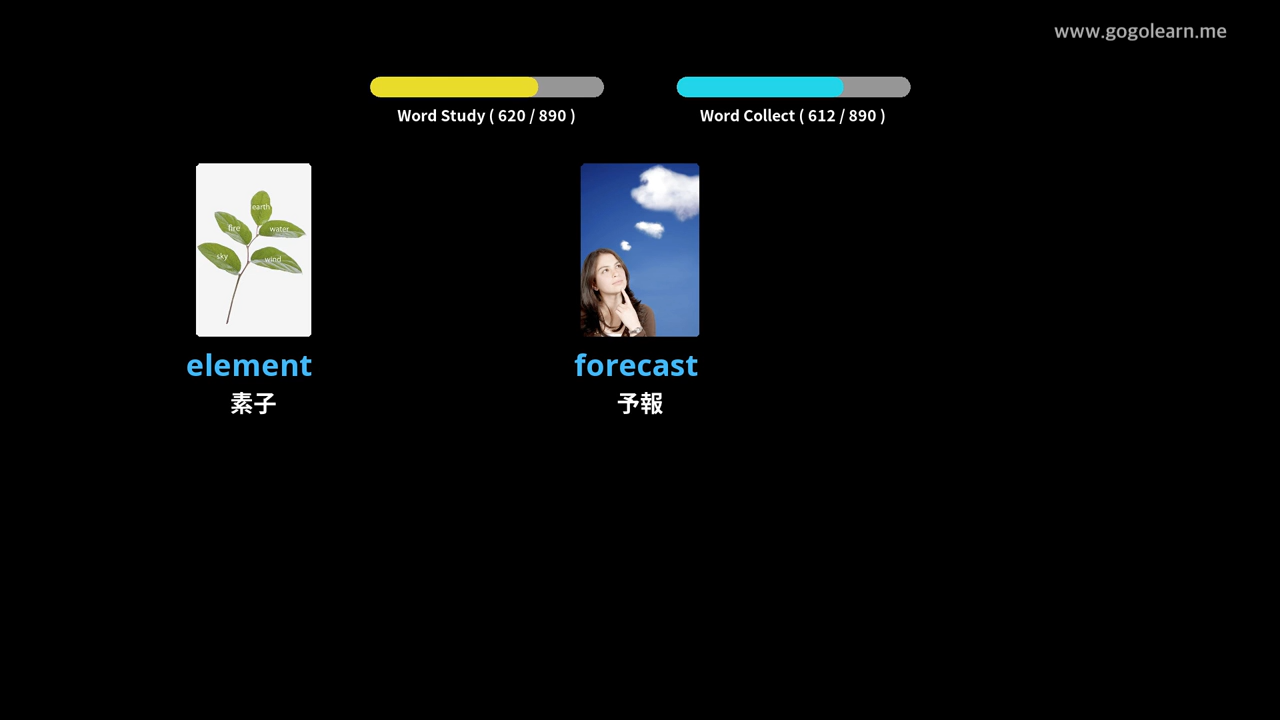 www.gogolearn.me
Word Study ( 620 / 890 )
Word Collect ( 612 / 890 )
earth
fire
water
sky
wind
element
素子
forecast
予報